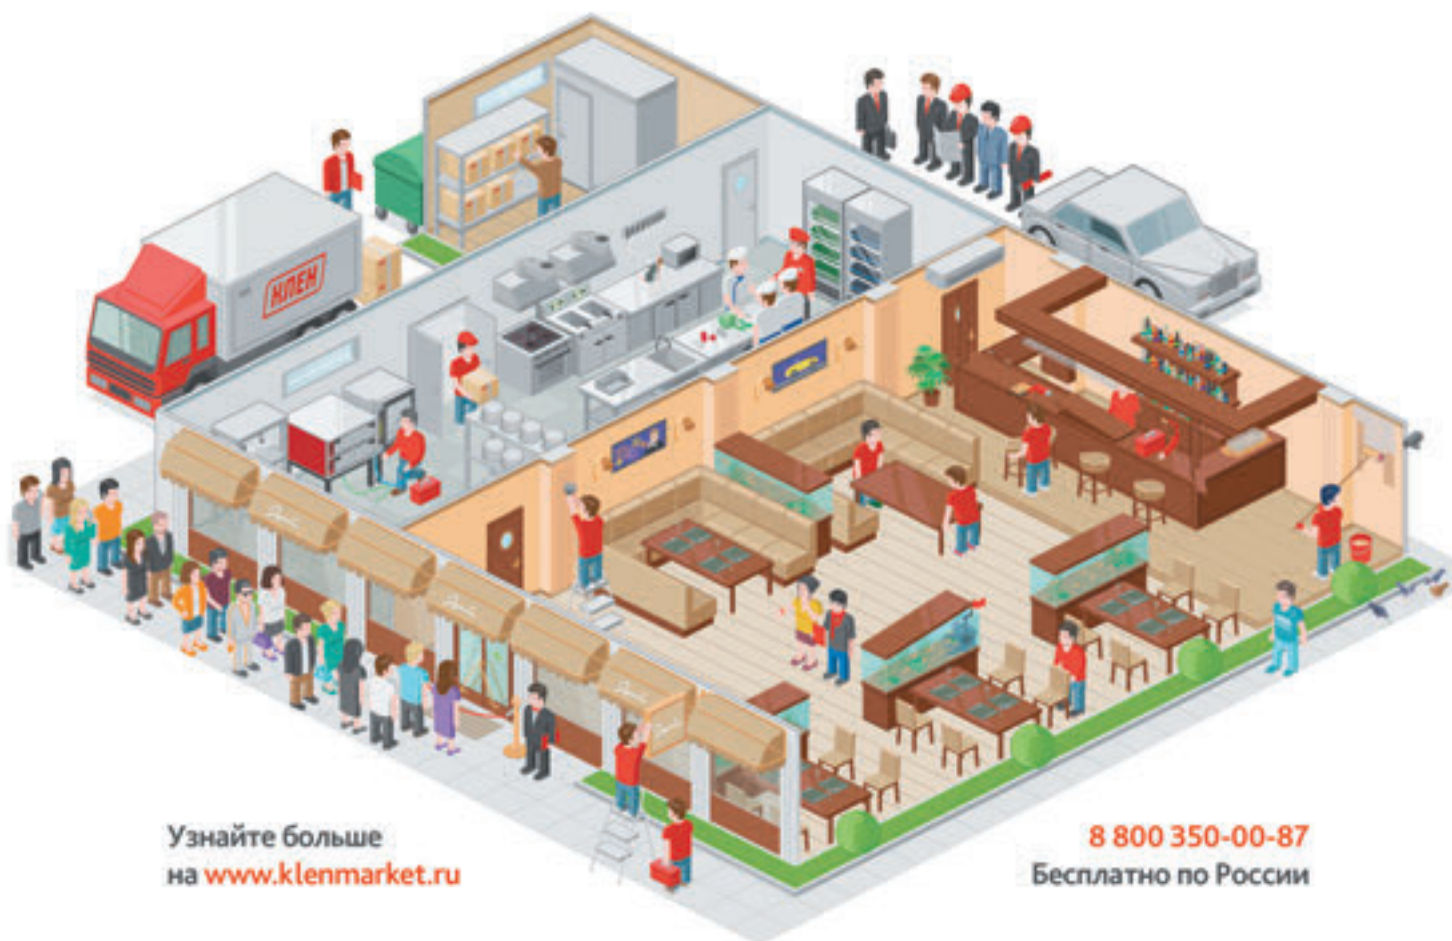 КЛЕН
Узнайте больше
на www.klenmarket.ru
8 800 350-00-87
Бесплатно по России